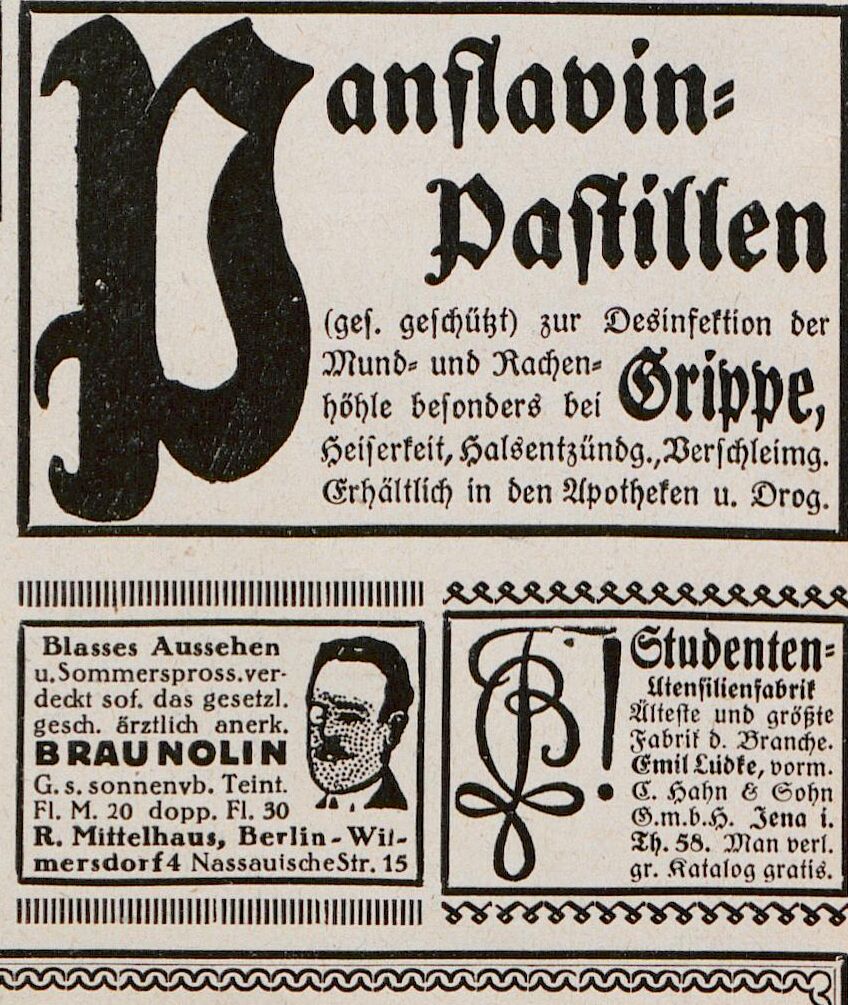 Panflavin-
Pastillen
(ges. geschützt) zur Desinfektion der
Mund- und Rachen-
höhle besonders bei Grippe,
Heiserkeit, Halsentzündg., Verschleimg.
Erhältlich in den Apotheken u. Drog.
Blasses Aussehen
u. Sommerspross. ver-
deckt sof. das gesetzl.
gesch. ärztlich anerk.
BRAUNOLIN
G. s. sonnenvb. Teint.
Fl. M. 20 dopp. Fl. 30
R. Mittelhaus, Berlin-Wil-
mersdorf 4 Nassauische Str. 15
Studenten-
Utensilienfabrik
Älteste und größte
Fabrik d. Branche.
Emil Lüdke, vorm.
C. Hahn & Sohn
G.m.b.H. Jena i.
Th. 58. Man verl.
gr. Katalog gratis.